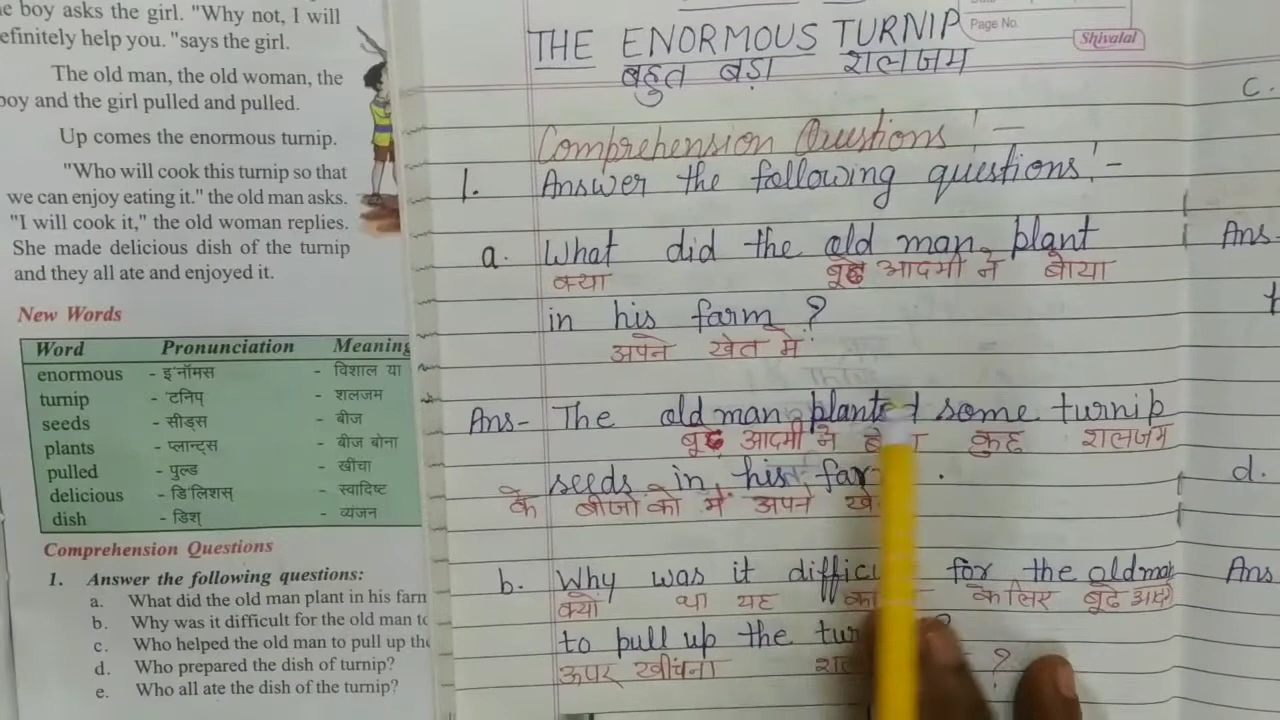 e boy asks the girl. "Why not, I will
efinitely help you. "says the girl.
The old man, the old woman, the
boy and the girl pulled and pulled.
Up comes the enormous turnip.
"Who will cook this turnip so that
we can enjoy eating it." the old man asks.
"I will cook it," the old woman replies.
She made delicious dish of the turnip
and they all ate and enjoyed it.
New Words
Word Pronunciation Meaning
enormous - इ'नॉमस - विशाल या
turnip - टनिप् - शलजम
seeds - सीड्स - बीज
plants - प्लान्ट्स - बीज बोना
pulled - पुल्ड - खींचा
delicious - डि'लिशस् - स्वादिष्ट
dish - डिश् - व्यंजन
Comprehension Questions
1. Answer the following questions:
a. What did the old man plant in his farm
b. Why was it difficult for the old man to
c. Who helped the old man to pull up the
d. Who prepared the dish of turnip?
e. Who all ate the dish of the turnip?
Page No.
Shivalal
THE ENORMOUS TURNIP
बहुत बड़ा शलजम
Comprehension Questions :-
1. Answer the following questions :-
a. What did the old man plant
क्या बूढे आदमी ने बोया
in his farm ?
अपने खेत में
Ans- The old man plant some turnip
बूढे आदमी ने कुछ शलजम
seeds in his far .
के बीजों को में अपने खे
b. Why was it difficu for the old man
क्यों था यह के लिए बूढे
to pull up the tur ?
ऊपर खींचना ?
c.
Ans-
d.
Ans